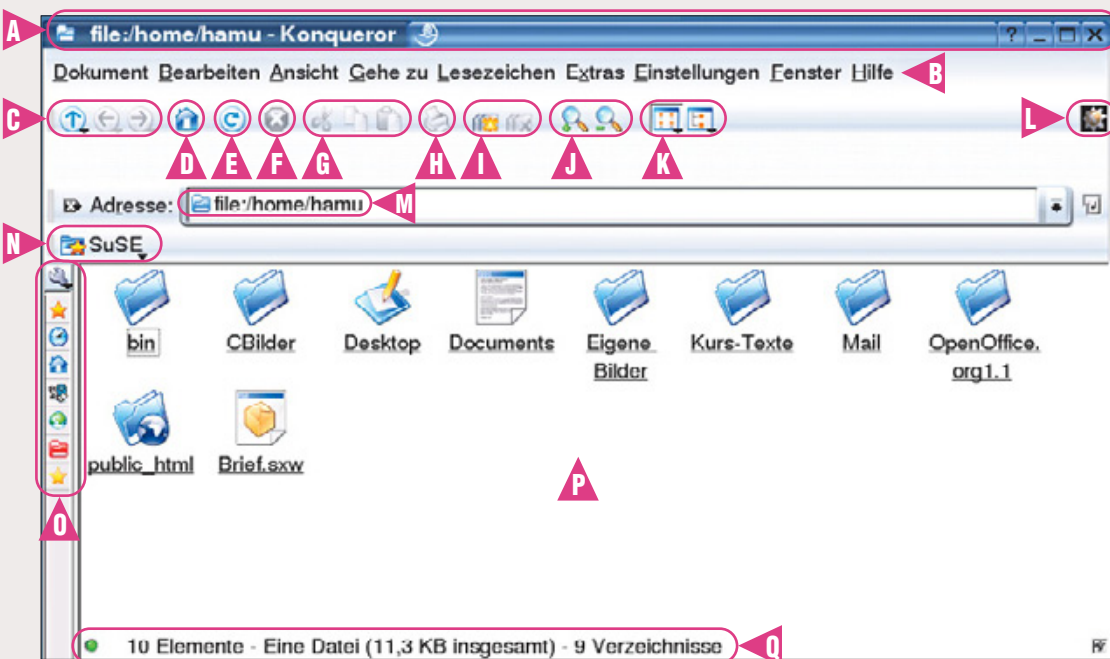 A file:/home/hamu - Konqueror
Dokument Bearbeiten Ansicht Gehe zu Lesezeichen Extras Einstellungen Fenster Hilfe B
C L
D E F G H I J K
Adresse: file:/home/hamu M
N SuSE
bin CBilder Desktop Documents Eigene Kurs-Texte Mail OpenOffice.
Bilder org1.1
public_html Brief.sxw
P
O
10 Elemente - Eine Datei (11,3 KB insgesamt) - 9 Verzeichnisse Q